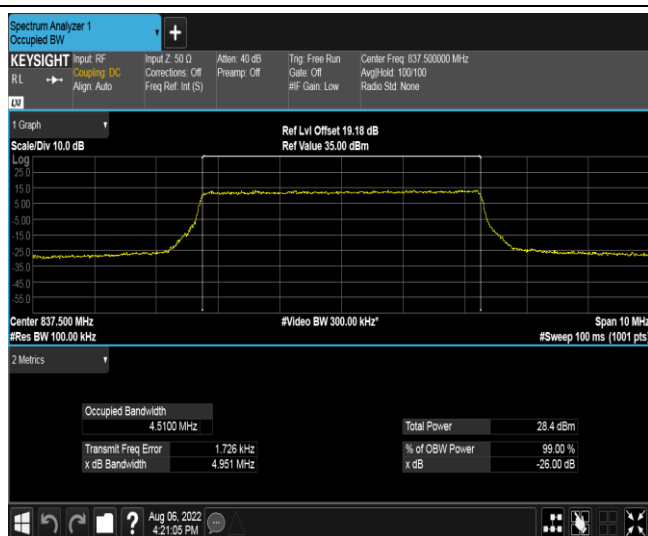 Spectrum Analyzer 1
Occupied BW
+
KEYSIGHT Input: RF Input Z: 50 Ω Atten: 40 dB Trig: Free Run Center Freq: 837.500000 MHz
RL Coupling: DC Corrections: Off Preamp: Off Gate: Off Avg|Hold: 100/100
Align: Auto Freq Ref: Int (S) #IF Gain: Low Radio Std: None
LXI
1 Graph Ref Lvl Offset 19.18 dB
Scale/Div 10.0 dB Ref Value 35.00 dBm
Log
25.0
15.0
5.00
-5.00
-15.0
-25.0
-35.0
-45.0
-55.0
Center 837.500 MHz #Video BW 300.00 kHz* Span 10 MHz
#Res BW 100.00 kHz #Sweep 100 ms (1001 pts)
2 Metrics
Occupied Bandwidth
4.5100 MHz Total Power 28.4 dBm
Transmit Freq Error 1.726 kHz % of OBW Power 99.00 %
x dB Bandwidth 4.951 MHz x dB -26.00 dB
? Aug 06, 2022
4:21:05 PM